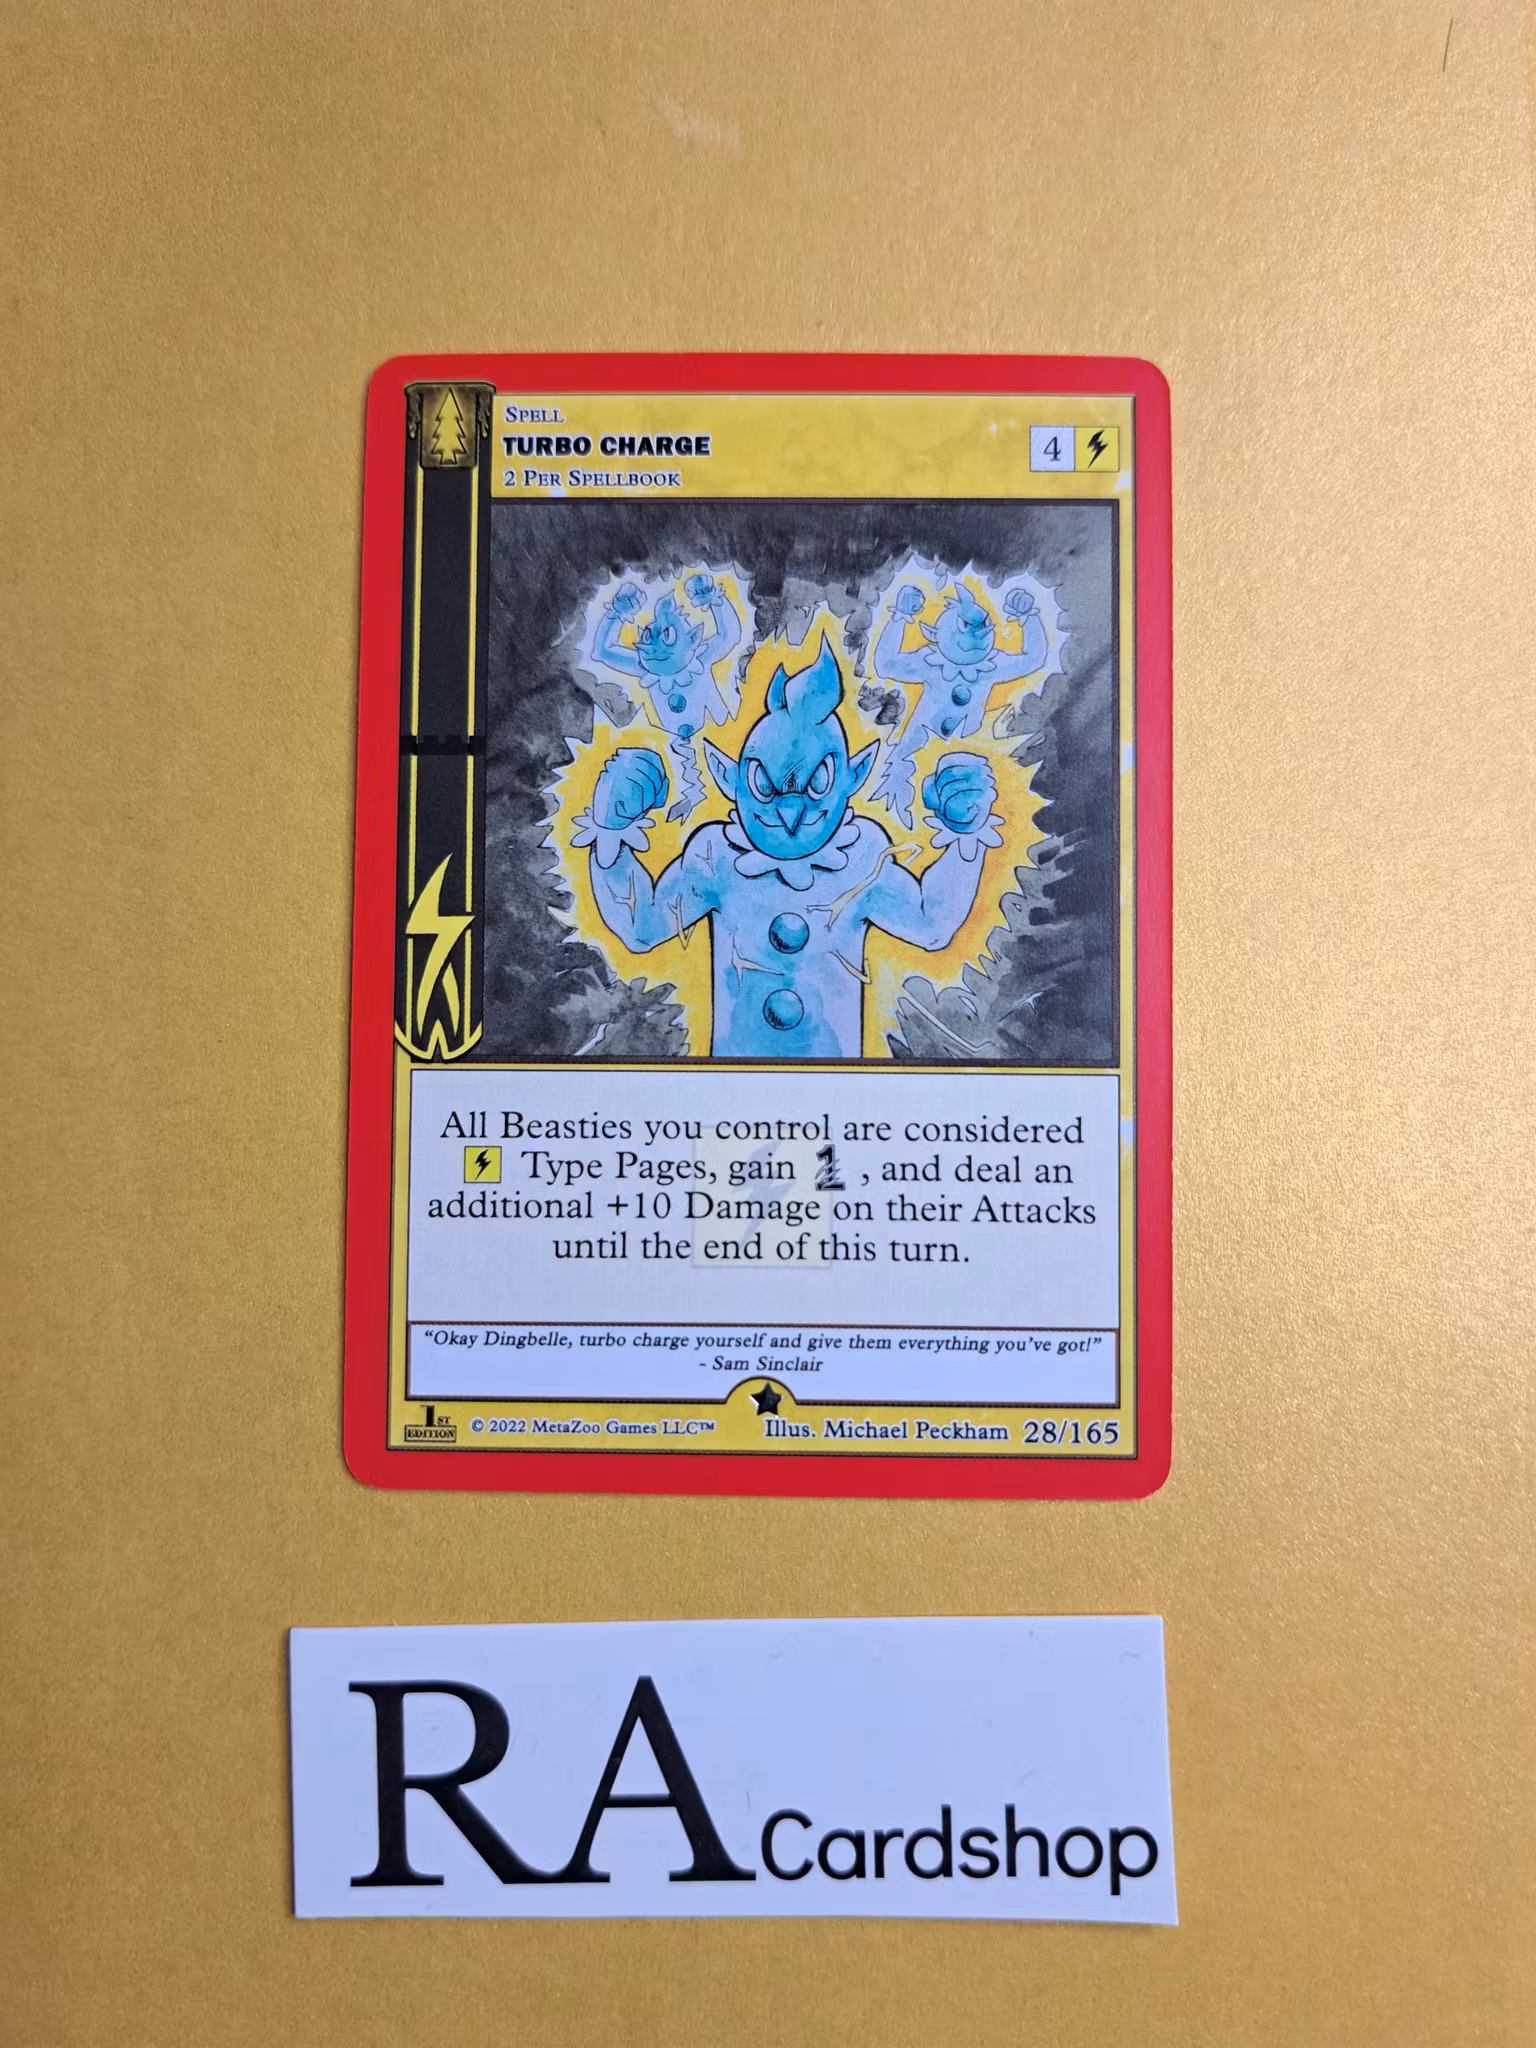 SPELL
TURBO CHARGE
4
2 PER SPELLBOOK
All Beasties you control are considered
Type Pages, gain 1 , and deal an
additional +10 Damage on their Attacks
until the end of this turn.
“Okay Dingbelle, turbo charge yourself and give them everything you’ve got!”
- Sam Sinclair
1ST
EDITION
© 2022 MetaZoo Games LLC™
Illus. Michael Peckham 28/165
RA Cardshop